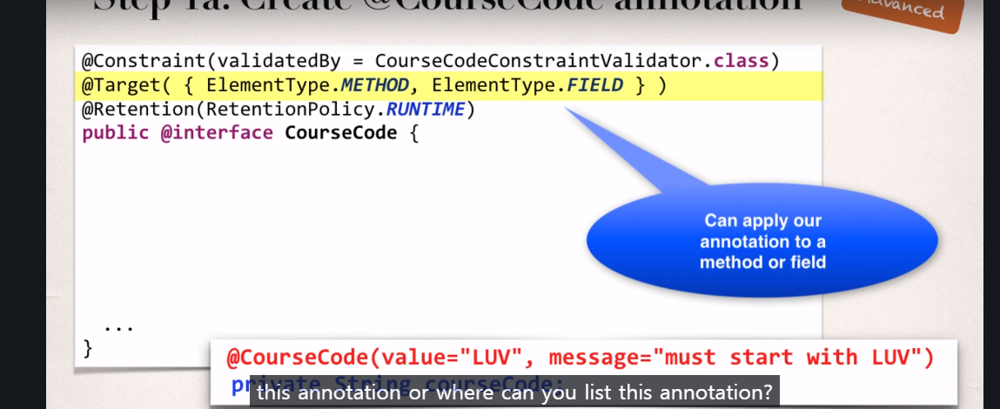 Step 1a: Create @CourseCode annotation
Advanced
@Constraint(validatedBy = CourseCodeConstraintValidator.class)
@Target( { ElementType.METHOD, ElementType.FIELD } )
@Retention(RetentionPolicy.RUNTIME)
public @interface CourseCode {
Can apply our
annotation to a
method or field
...
}
@CourseCode(value="LUV", message="must start with LUV")
private String courseCode;
this annotation or where can you list this annotation?